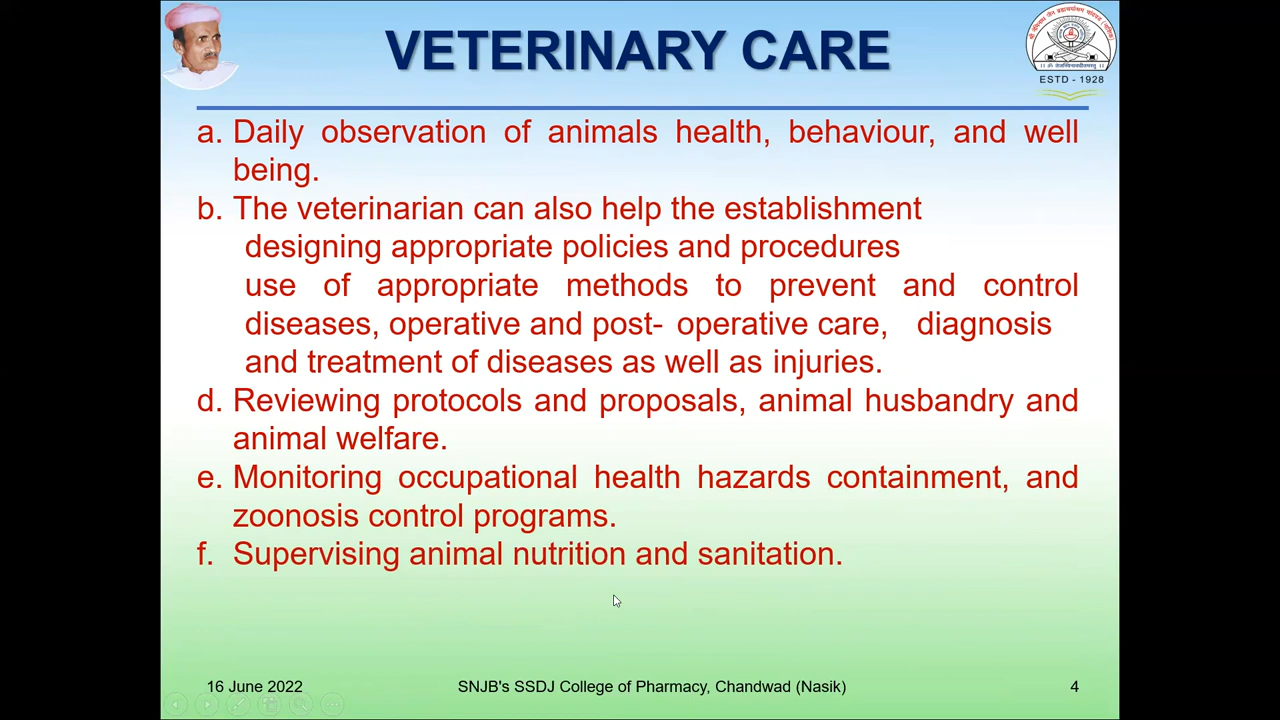 VETERINARY CARE
ESTD - 1928
a. Daily observation of animals health, behaviour, and well
being.
b. The veterinarian can also help the establishment
designing appropriate policies and procedures
use of appropriate methods to prevent and control
diseases, operative and post- operative care, diagnosis
and treatment of diseases as well as injuries.
d. Reviewing protocols and proposals, animal husbandry and
animal welfare.
e. Monitoring occupational health hazards containment, and
zoonosis control programs.
f. Supervising animal nutrition and sanitation.
16 June 2022 SNJB's SSDJ College of Pharmacy, Chandwad (Nasik) 4